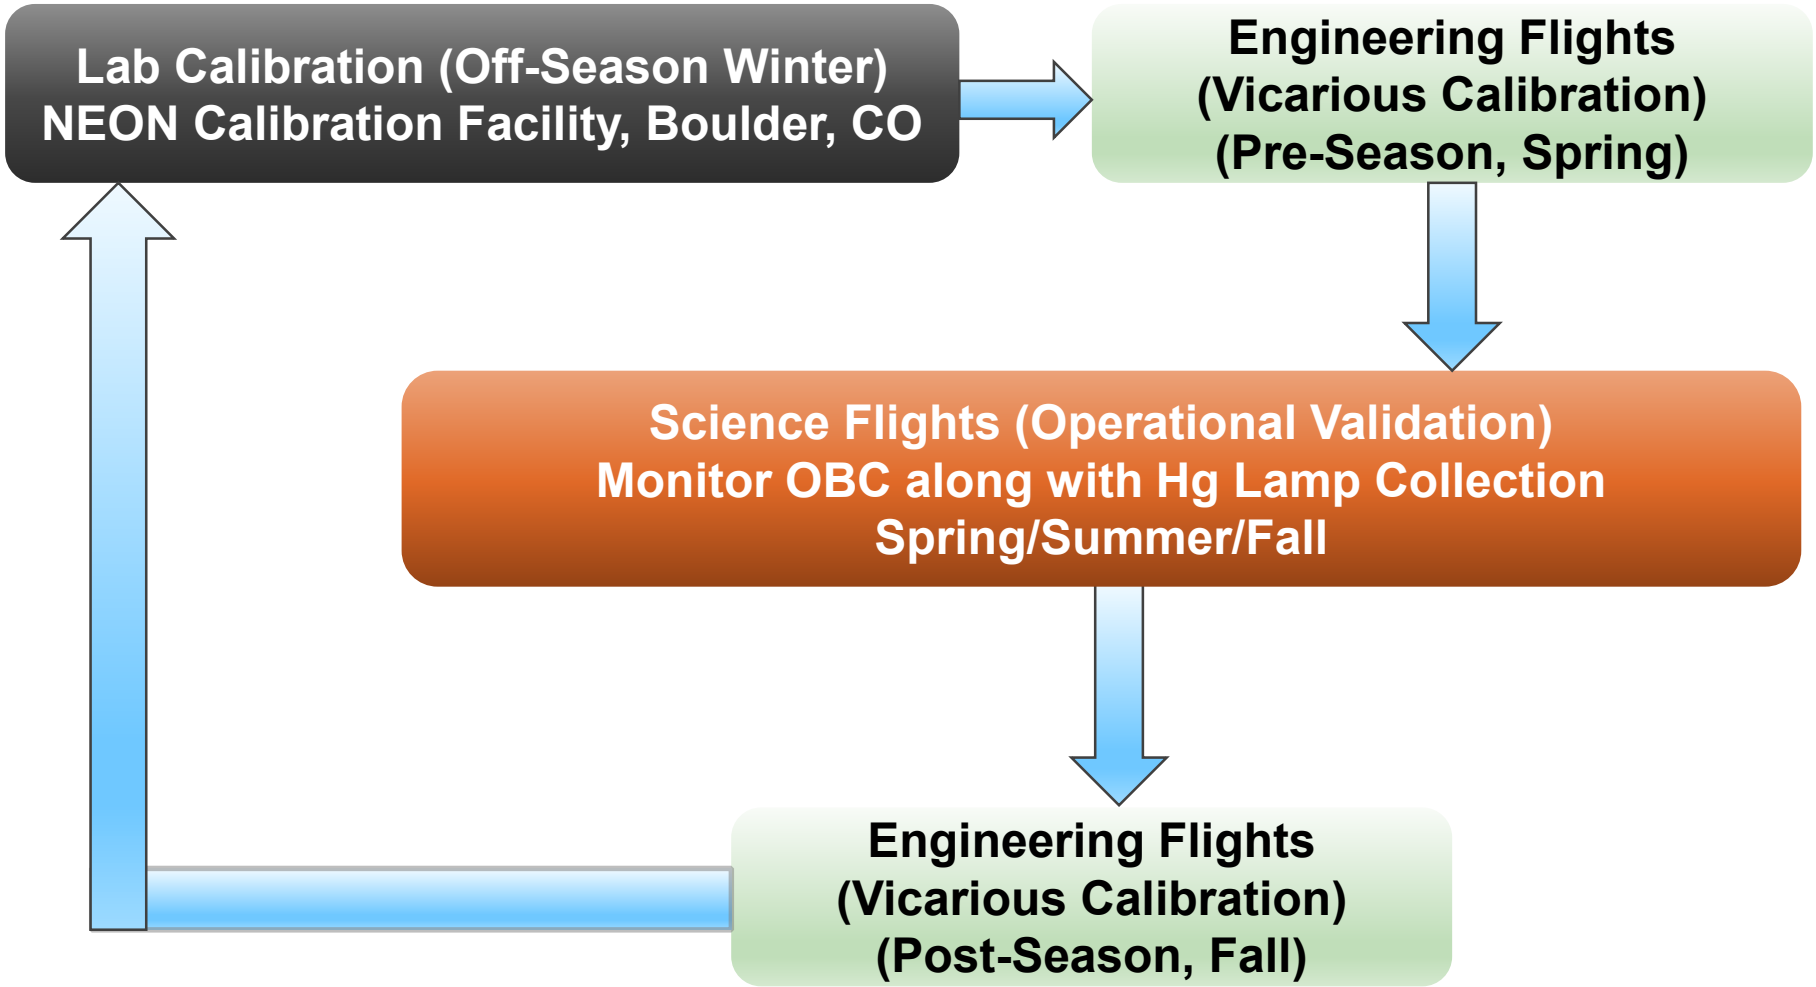 Lab Calibration (Off-Season Winter)
NEON Calibration Facility, Boulder, CO
Engineering Flights
(Vicarious Calibration)
(Pre-Season, Spring)
Science Flights (Operational Validation)
Monitor OBC along with Hg Lamp Collection
Spring/Summer/Fall
Engineering Flights
(Vicarious Calibration)
(Post-Season, Fall)